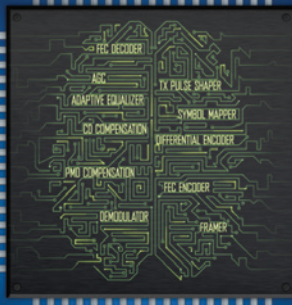 FEC DECODER
AGC
TX PULSE SHAPER
ADAPTIVE EQUALIZER
SYMBOL MAPPER
CD COMPENSATION
DIFFERENTIAL ENCODER
PMD COMPENSATION
FEC ENCODER
DEMODULATOR
FRAMER